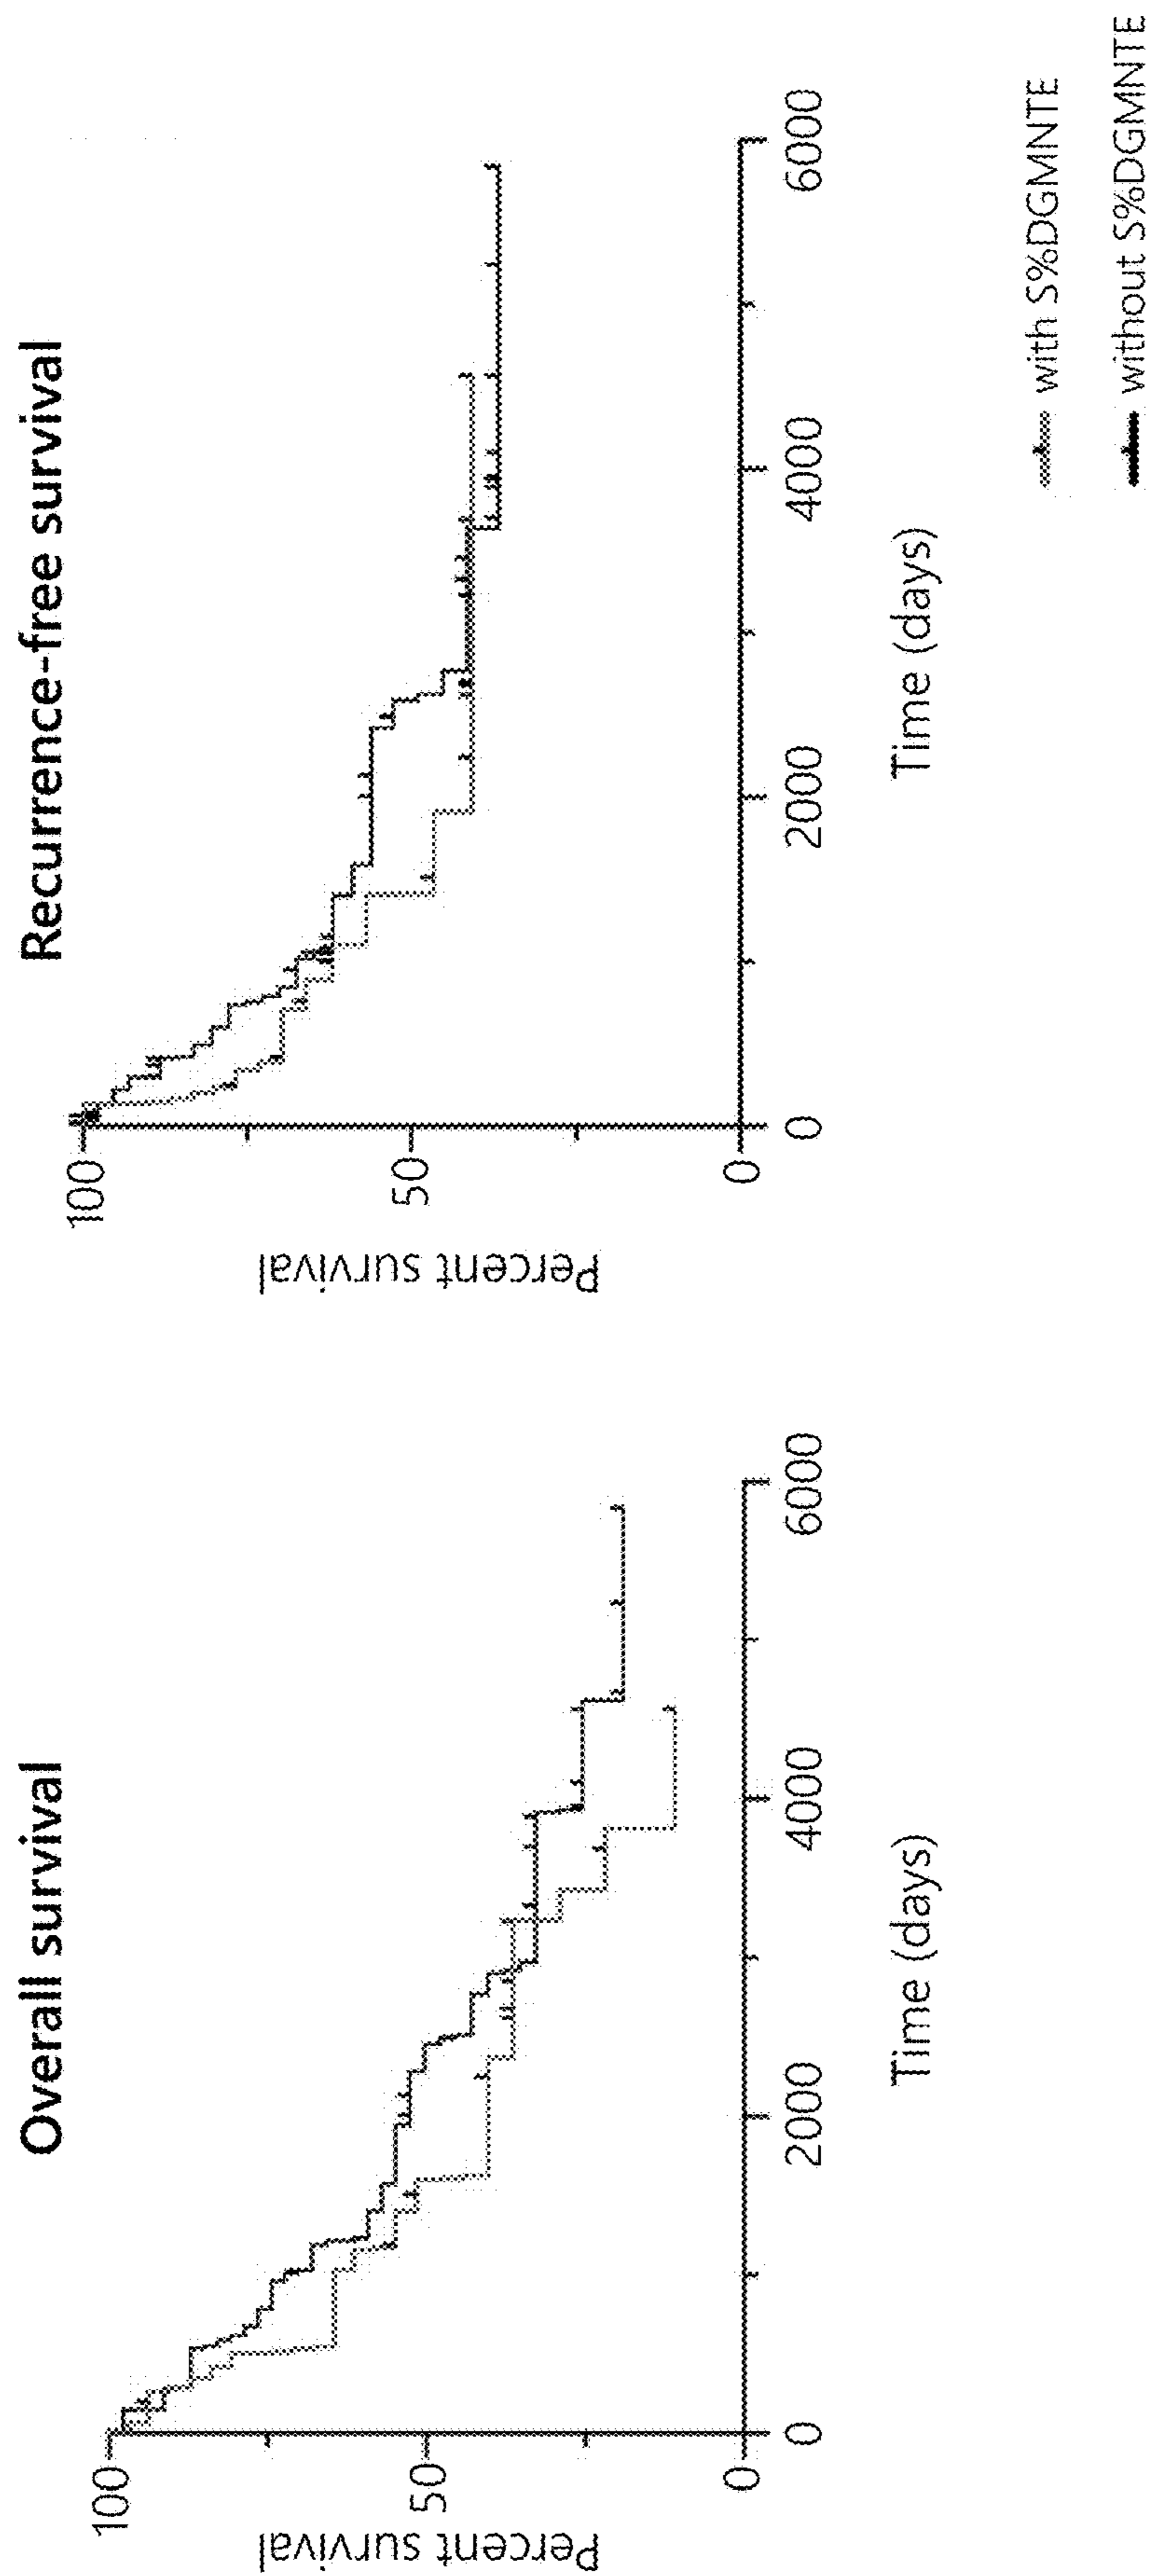 Overall survival
Percent survival
100
50
0
0
2000
4000
6000
Time (days)
Recurrence-free survival
Percent survival
100
50
0
0
2000
4000
6000
Time (days)
with S%DGMNTE
without S%DGMNTE